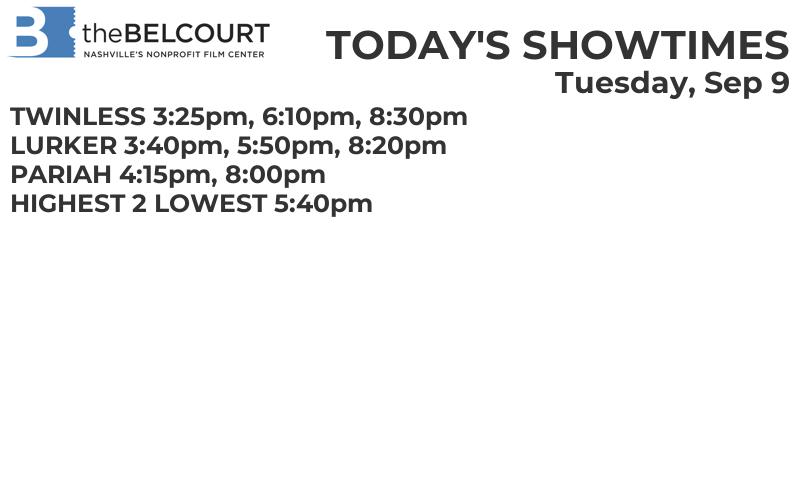 B theBELCOURT
NASHVILLE'S NONPROFIT FILM CENTER
TODAY'S SHOWTIMES
Tuesday, Sep 9
TWINLESS 3:25pm, 6:10pm, 8:30pm
LURKER 3:40pm, 5:50pm, 8:20pm
PARIAH 4:15pm, 8:00pm
HIGHEST 2 LOWEST 5:40pm